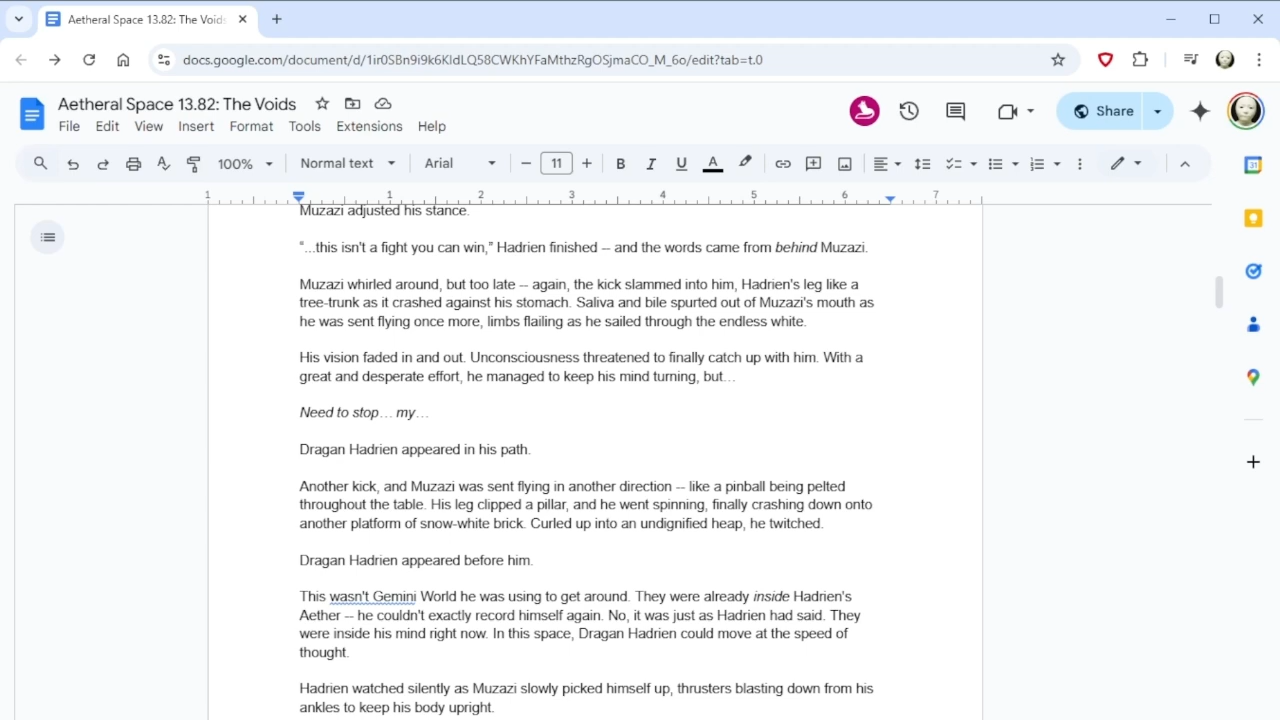 Aetheral Space 13.82: The Voids
docs.google.com/document/d/1ir0SBn9i9k6KIdLQ58CWKhYFaMthzRgOSjmaCO_M_6o/edit?tab=t.0
Aetheral Space 13.82: The Voids
Share
File Edit View Insert Format Tools Extensions Help
100% Normal text Arial 11 B I U A
1 1 2 3 4 5 6 7
31
Muzazi adjusted his stance.
“…this isn't a fight you can win,” Hadrien finished -- and the words came from behind Muzazi.
Muzazi whirled around, but too late -- again, the kick slammed into him, Hadrien's leg like a
tree-trunk as it crashed against his stomach. Saliva and bile spurted out of Muzazi's mouth as
he was sent flying once more, limbs flailing as he sailed through the endless white.
His vision faded in and out. Unconsciousness threatened to finally catch up with him. With a
great and desperate effort, he managed to keep his mind turning, but…
Need to stop… my…
Dragan Hadrien appeared in his path.
Another kick, and Muzazi was sent flying in another direction -- like a pinball being pelted
throughout the table. His leg clipped a pillar, and he went spinning, finally crashing down onto
another platform of snow-white brick. Curled up into an undignified heap, he twitched.
Dragan Hadrien appeared before him.
This wasn't Gemini World he was using to get around. They were already inside Hadrien's
Aether -- he couldn't exactly record himself again. No, it was just as Hadrien had said. They
were inside his mind right now. In this space, Dragan Hadrien could move at the speed of
thought.
Hadrien watched silently as Muzazi slowly picked himself up, thrusters blasting down from his
ankles to keep his body upright.